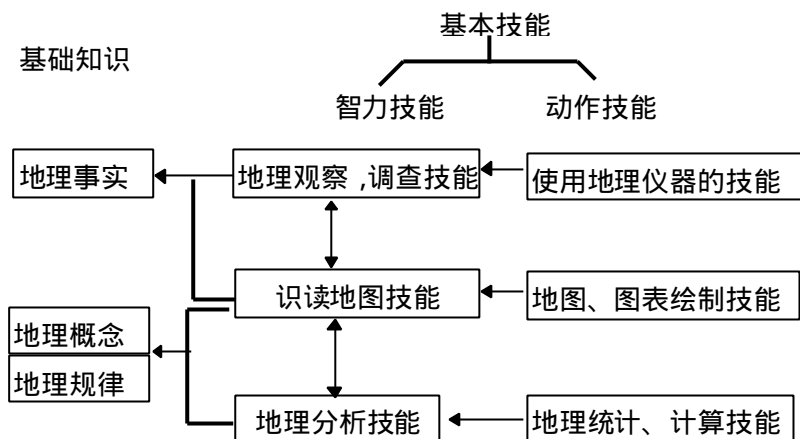 基本技能
基础知识
智力技能 动作技能
地理事实 地理观察 ,调查技能 使用地理仪器的技能
识读地图技能 地图、图表绘制技能
地理概念
地理规律
地理分析技能 地理统计、计算技能